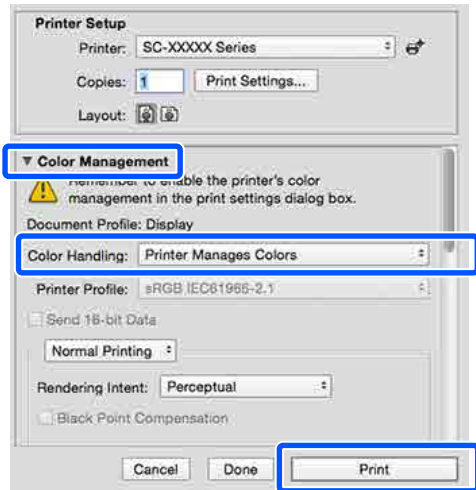 Printer Setup
Printer: SC-XXXXX Series
Copies: 1 Print Settings...
Layout:
▼ Color Management
Remember to enable the printer's color
management in the print settings dialog box.
Document Profile: Display
Color Handling: Printer Manages Colors
Printer Profile: sRGB IEC61966-2.1
Send 16-bit Data
Normal Printing
Rendering Intent: Perceptual
Black Point Compensation
Cancel Done Print